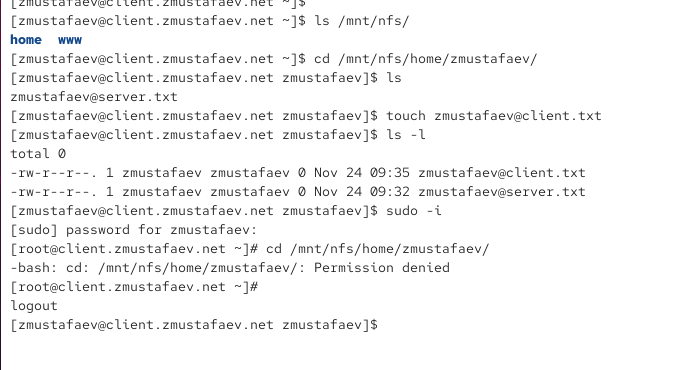 [zmustafaev@client.zmustafaev.net ~]$
[zmustafaev@client.zmustafaev.net ~]$ ls /mnt/nfs/
home  www
[zmustafaev@client.zmustafaev.net ~]$ cd /mnt/nfs/home/zmustafaev/
[zmustafaev@client.zmustafaev.net zmustafaev]$ ls
zmustafaev@server.txt
[zmustafaev@client.zmustafaev.net zmustafaev]$ touch zmustafaev@client.txt
[zmustafaev@client.zmustafaev.net zmustafaev]$ ls -l
total 0
-rw-r--r--. 1 zmustafaev zmustafaev 0 Nov 24 09:35 zmustafaev@client.txt
-rw-r--r--. 1 zmustafaev zmustafaev 0 Nov 24 09:32 zmustafaev@server.txt
[zmustafaev@client.zmustafaev.net zmustafaev]$ sudo -i
[sudo] password for zmustafaev:
[root@client.zmustafaev.net ~]# cd /mnt/nfs/home/zmustafaev/
-bash: cd: /mnt/nfs/home/zmustafaev/: Permission denied
[root@client.zmustafaev.net ~]#
logout
[zmustafaev@client.zmustafaev.net zmustafaev]$